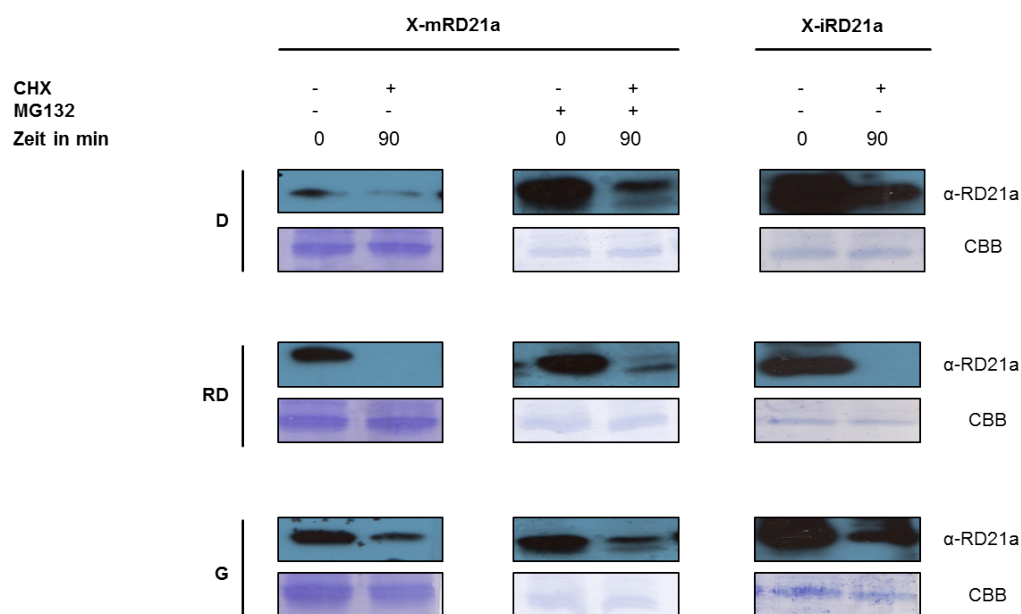 X-mRD21a X-iRD21a
CHX - + - + - +
MG132 - - + + - -
Zeit in min 0 90 0 90 0 90
α-RD21a
D
CBB
α-RD21a
RD
CBB
α-RD21a
G
CBB